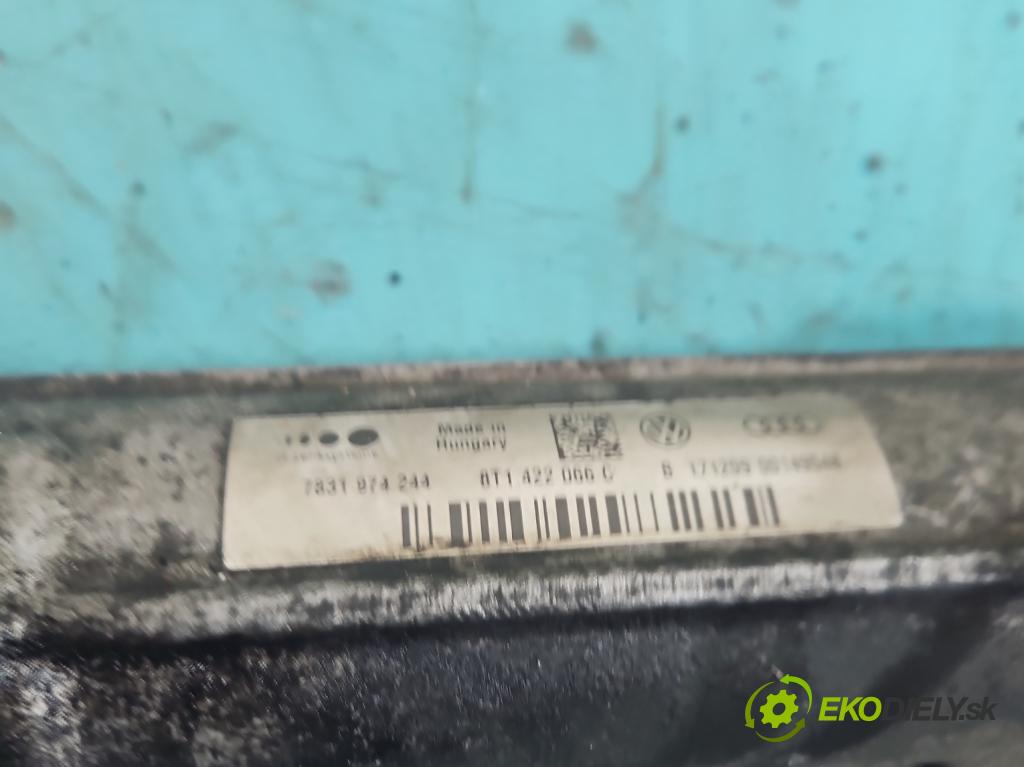 Made in
Hungary
7831 974 244 8T1 422 066 C
EKODIELY.sk